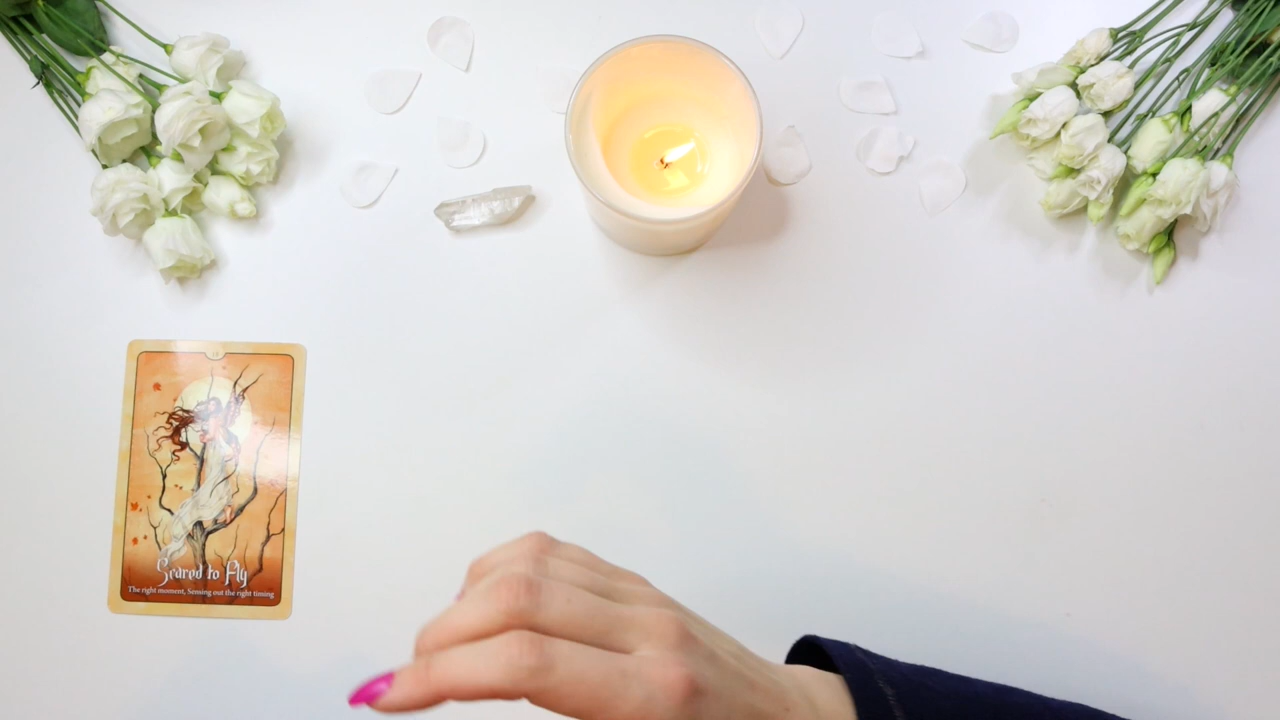 Scared to Fly
The right moment, Sensing out the right timing